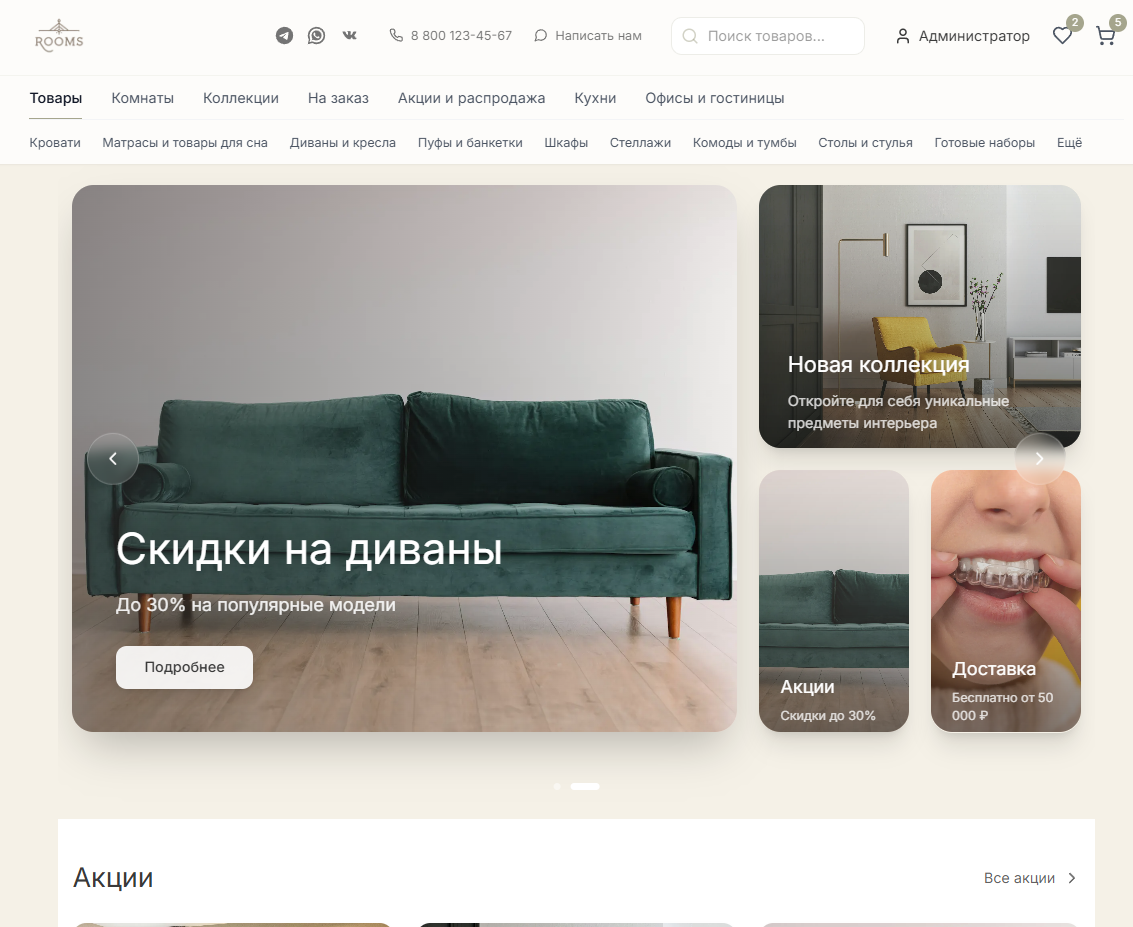 ROOMS
8 800 123-45-67
Написать нам
Поиск товаров...
Администратор
2
5
Товары
Комнаты
Коллекции
На заказ
Акции и распродажа
Кухни
Офисы и гостиницы
Кровати
Матрасы и товары для сна
Диваны и кресла
Пуфы и банкетки
Шкафы
Стеллажи
Комоды и тумбы
Столы и стулья
Готовые наборы
Ещё
Скидки на диваны
До 30% на популярные модели
Подробнее
Новая коллекция
Откройте для себя уникальные
предметы интерьера
Акции
Скидки до 30%
Доставка
Бесплатно от 50
000 ₽
Акции
Все акции